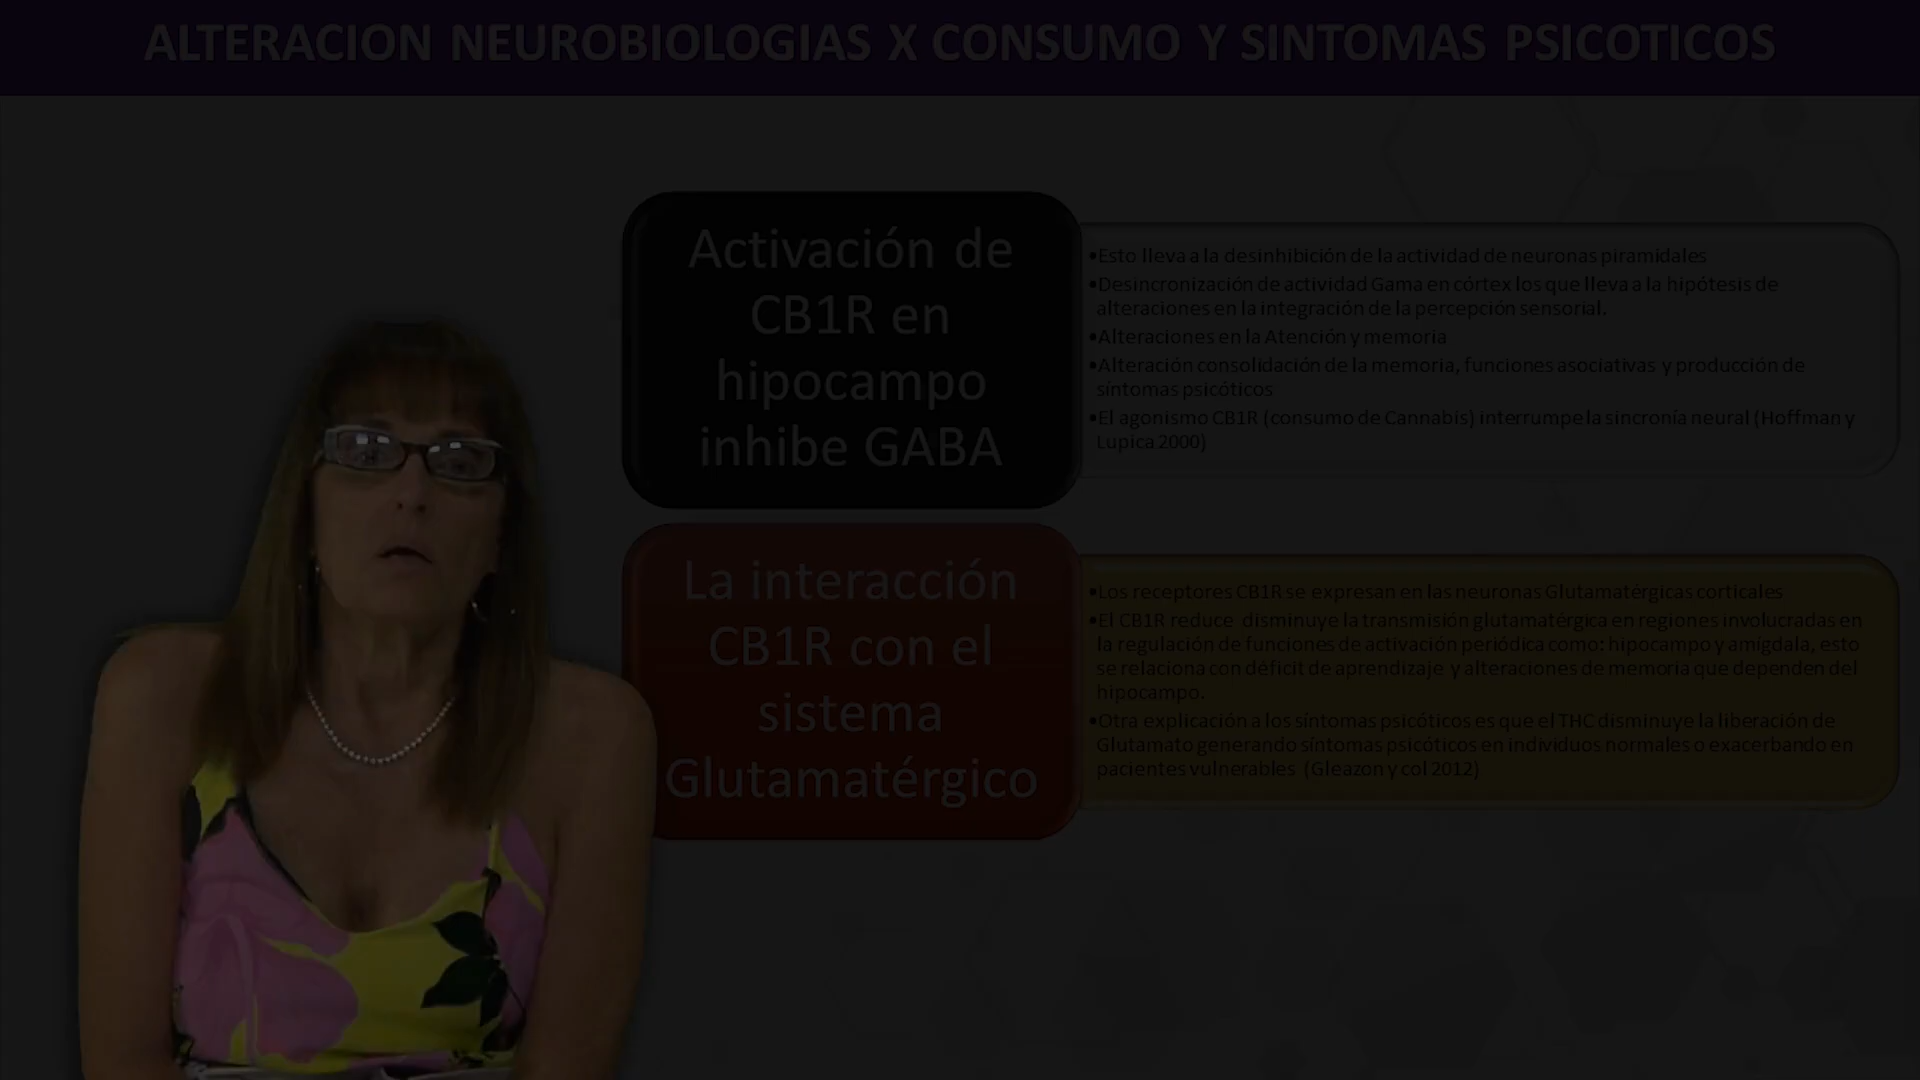 ALTERACION NEUROBIOLOGIAS X CONSUMO Y SINTOMAS PSICOTICOS
Activación de
CB1R en
hipocampo
inhibe GABA
•Esto lleva a la desinhibición de la actividad de neuronas piramidales
•Desincronización de actividad Gama en córtex los que lleva a la hipótesis de
alteraciones en la integración de la percepción sensorial.
•Alteraciones en la Atención y memoria
•Alteración consolidación de la memoria, funciones asociativas y producción de
síntomas psicóticos
•El agonismo CB1R (consumo de Cannabis) interrumpe la sincronía neural (Hoffman y
Lupica 2000)
La interacción
CB1R con el
sistema
Glutamatérgico
•Los receptores CB1R se expresan en las neuronas Glutamatérgicas corticales
•El CB1R reduce disminuye la transmisión glutamatérgica en regiones involucradas en
la regulación de funciones de activación periódica como: hipocampo y amígdala, esto
se relaciona con déficit de aprendizaje y alteraciones de memoria que dependen del
hipocampo.
•Otra explicación a los síntomas psicóticos es que el THC disminuye la liberación de
Glutamato generando síntomas psicóticos en individuos normales o exacerbando en
pacientes vulnerables (Gleazon y col 2012)